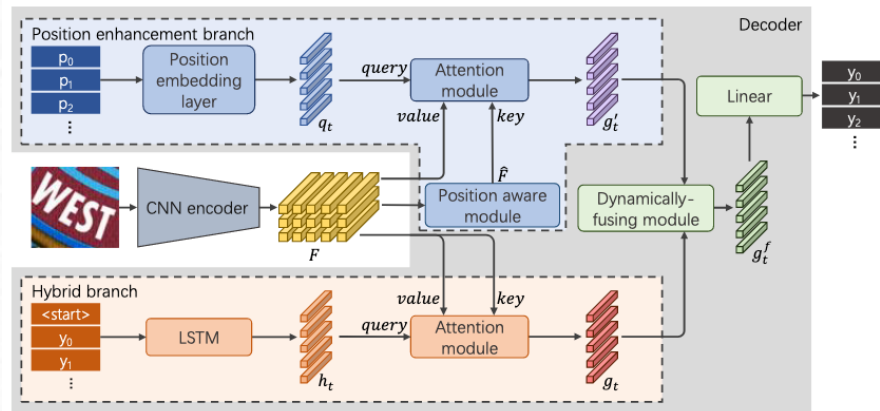 Position enhancement branch
Decoder
p₀
p₁
p₂
⋮
Position
embedding
layer
qₜ
query
value
key
Attention
module
g′ₜ
Linear
y₀
y₁
y₂
⋮
WEST
CNN encoder
F
F̂
Position aware
module
Dynamically-
fusing module
gₜᶠ
Hybrid branch
<start>
y₀
y₁
⋮
LSTM
hₜ
query
value
key
Attention
module
gₜ